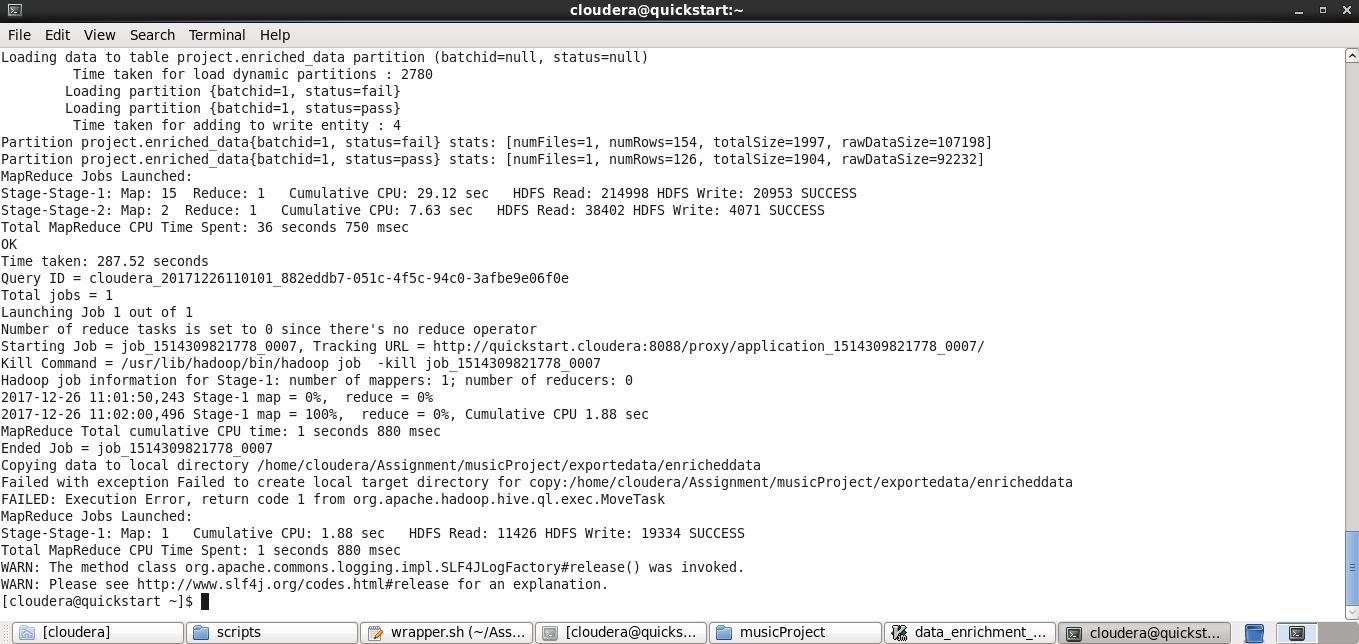 cloudera@quickstart:~
File Edit View Search Terminal Help
Loading data to table project.enriched_data partition (batchid=null, status=null)
Time taken for load dynamic partitions : 2780
Loading partition {batchid=1, status=fail}
Loading partition {batchid=1, status=pass}
Time taken for adding to write entity : 4
Partition project.enriched_data{batchid=1, status=fail} stats: [numFiles=1, numRows=154, totalSize=1997, rawDataSize=107198]
Partition project.enriched_data{batchid=1, status=pass} stats: [numFiles=1, numRows=126, totalSize=1904, rawDataSize=92232]
MapReduce Jobs Launched:
Stage-Stage-1: Map: 15  Reduce: 1   Cumulative CPU: 29.12 sec   HDFS Read: 214998 HDFS Write: 20953 SUCCESS
Stage-Stage-2: Map: 2  Reduce: 1   Cumulative CPU: 7.63 sec   HDFS Read: 38402 HDFS Write: 4071 SUCCESS
Total MapReduce CPU Time Spent: 36 seconds 750 msec
OK
Time taken: 287.52 seconds
Query ID = cloudera_20171226110101_882eddb7-051c-4f5c-94c0-3afbe9e06f0e
Total jobs = 1
Launching Job 1 out of 1
Number of reduce tasks is set to 0 since there's no reduce operator
Starting Job = job_1514309821778_0007, Tracking URL = http://quickstart.cloudera:8088/proxy/application_1514309821778_0007/
Kill Command = /usr/lib/hadoop/bin/hadoop job  -kill job_1514309821778_0007
Hadoop job information for Stage-1: number of mappers: 1; number of reducers: 0
2017-12-26 11:01:50,243 Stage-1 map = 0%,  reduce = 0%
2017-12-26 11:02:00,496 Stage-1 map = 100%,  reduce = 0%, Cumulative CPU 1.88 sec
MapReduce Total cumulative CPU time: 1 seconds 880 msec
Ended Job = job_1514309821778_0007
Copying data to local directory /home/cloudera/Assignment/musicProject/exportedata/enricheddata
Failed with exception Failed to create local target directory for copy:/home/cloudera/Assignment/musicProject/exportedata/enricheddata
FAILED: Execution Error, return code 1 from org.apache.hadoop.hive.ql.exec.MoveTask
MapReduce Jobs Launched:
Stage-Stage-1: Map: 1   Cumulative CPU: 1.88 sec   HDFS Read: 11426 HDFS Write: 19334 SUCCESS
Total MapReduce CPU Time Spent: 1 seconds 880 msec
WARN: The method class org.apache.commons.logging.impl.SLF4JLogFactory#release() was invoked.
WARN: Please see http://www.slf4j.org/codes.html#release for an explanation.
[cloudera@quickstart ~]$
[cloudera] scripts wrapper.sh (~/Ass... [cloudera@quicks... musicProject data_enrichment_... cloudera@quickst...